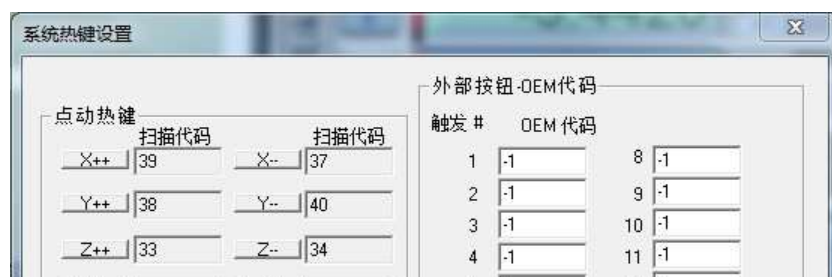 系统热键设置
点动热键
扫描代码 扫描代码
X++ 39 X-- 37
Y++ 38 Y-- 40
Z++ 33 Z-- 34
外部按钮-OEM代码
触发 # OEM 代码
1 -1 8 -1
2 -1 9 -1
3 -1 10 -1
4 -1 11 -1